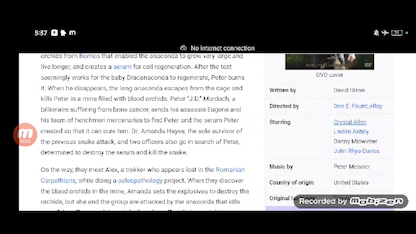 5:37
No internet connection
orchids from Borneo that enabled the anaconda to grow very large and
live longer, and creates a serum for cell regeneration. After the test
seemingly works for the baby Dracanaconda to regenerate, Peter burns
it. When he disappears, the long anaconda escapes from the cage and
kills Peter in a mine filled with blood orchids. Peter "J.D." Murdoch, a
billionaire suffering from bone cancer, sends his assassin Eugene and
his team of henchmen mercenaries to find Peter and the serum Peter
created so that it can cure him. Dr. Amanda Hayes, the sole survivor of
the previous snake attack, and two officers also go in search of Peter,
determined to destroy the serum and kill the snake.
On the way, they meet Alex, a trekker who appears lost in the Romanian
Carpathians, while doing a paleopathology project. When they discover
the blood orchids in the mine, Amanda sets the explosives to destroy
orchids, but she and the group are attacked by the anaconda that kills
DVD cover
Written by David Olson
Directed by Don E. FauntLeRoy
Starring Crystal Allen
Linden Ashby
Danny Midwinter
John Rhys-Davies
Music by Peter Meisner
Country of origin United States
Original
Recorded by mobizen